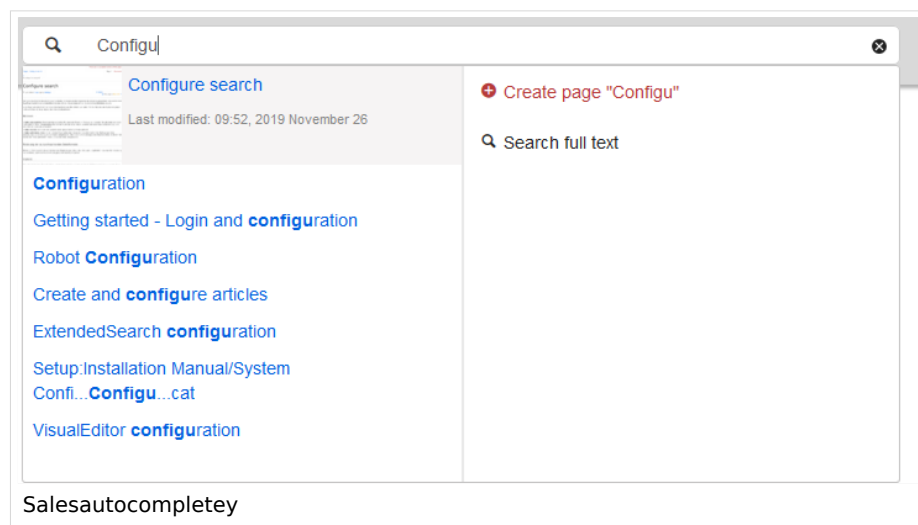 Configu
Configure search
Last modified: 09:52, 2019 November 26
Configuration
Getting started - Login and configuration
Robot Configuration
Create and configure articles
ExtendedSearch configuration
Setup:Installation Manual/System
Confi...Configu...cat
VisualEditor configuration
Create page "Configu"
Search full text
Salesautocompletey